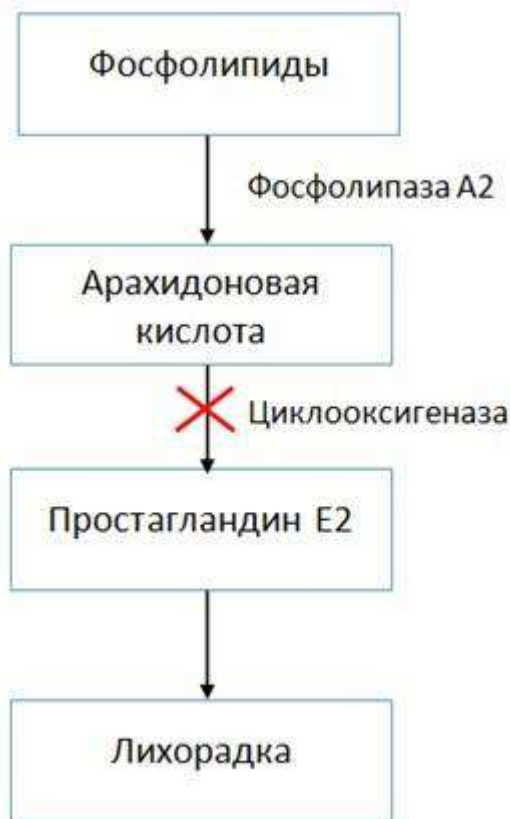 Фосфолипиды
Фосфолипаза А2
Арахидоновая
кислота
Циклооксигеназа
Простагландин Е2
Лихорадка